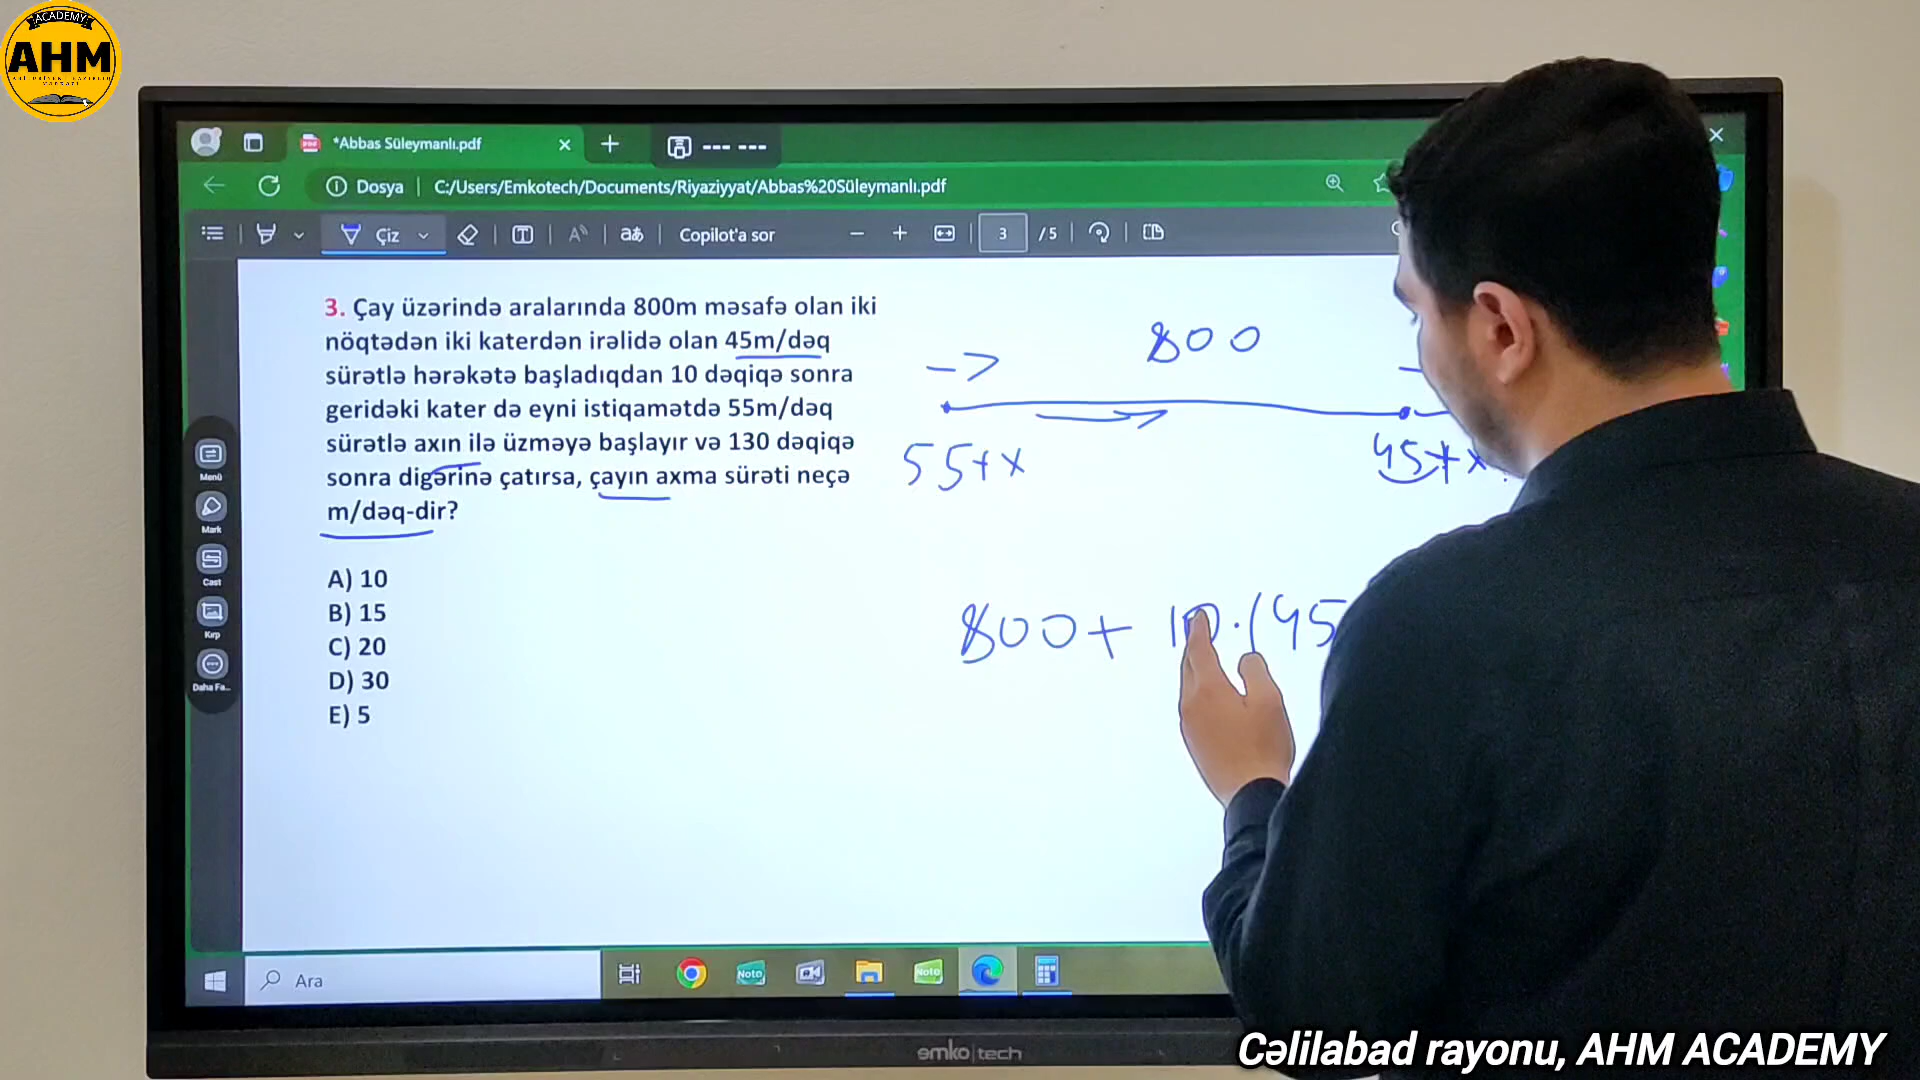 ACADEMY
AHM
*Abbas Süleymanlı.pdf
Dosya
C:/Users/Emkotech/Documents/Riyaziyyat/Abbas%20Süleymanlı.pdf
Çiz
Copilot'a sor
3
/5
3. Çay üzərində aralarında 800m məsafə olan iki
nöqtədən iki katerdən irəlidə olan 45m/dəq
sürətlə hərəkətə başladıqdan 10 dəqiqə sonra
geridəki kater də eyni istiqamətdə 55m/dəq
sürətlə axın ilə üzməyə başlayır və 130 dəqiqə
sonra digərinə çatırsa, çayın axma sürəti neçə
m/dəq-dir?
A) 10
B) 15
C) 20
D) 30
E) 5
800
55+x
45+x
800+ 10·(45
Menü
Mark
Cast
Kırp
Daha Fa...
Ara
Noto
Noto
emko|tech
Cəlilabad rayonu, AHM ACADEMY